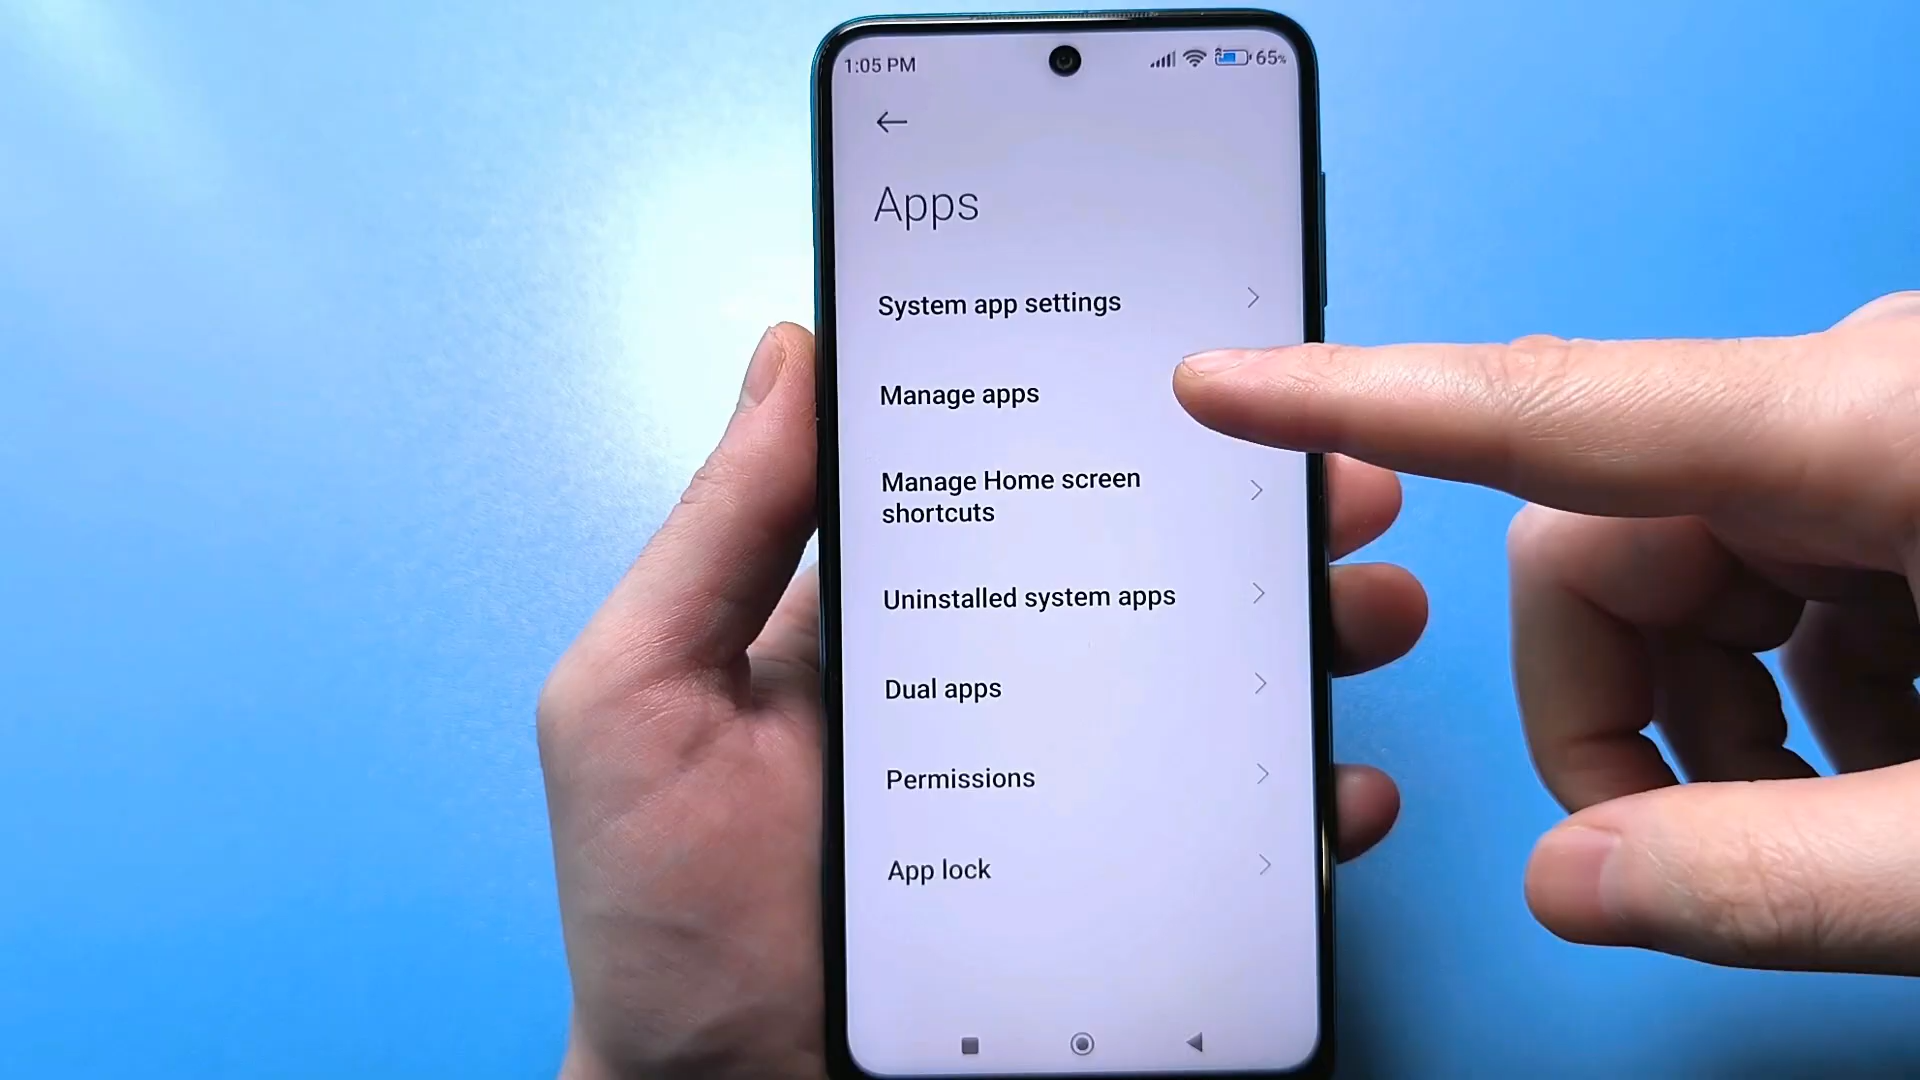 1:05 PM
65%
Apps
System app settings
Manage apps
Manage Home screen
shortcuts
Uninstalled system apps
Dual apps
Permissions
App lock